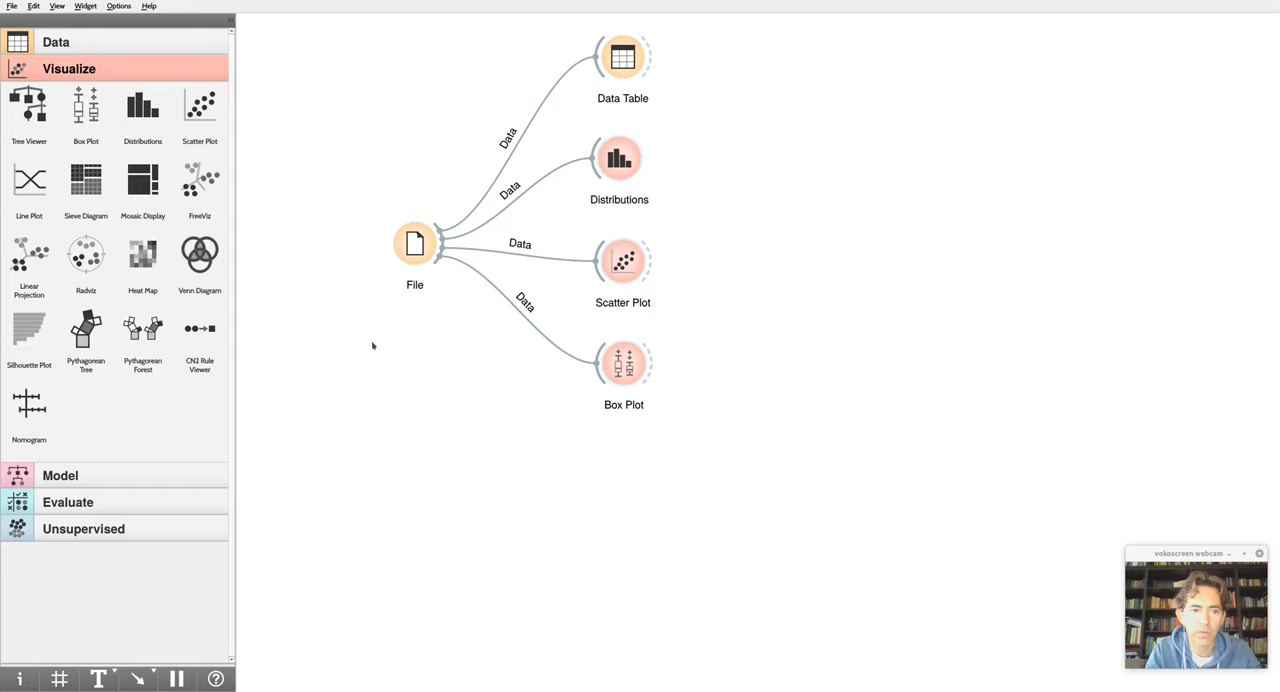 File Edit View Widget Options Help
Data
Visualize
Tree Viewer Box Plot Distributions Scatter Plot
Line Plot Sieve Diagram Mosaic Display FreeViz
Linear Projection Radviz Heat Map Venn Diagram
Silhouette Plot Pythagorean Tree Pythagorean Forest CN2 Rule Viewer
Nomogram
Model
Evaluate
Unsupervised
Data Table
Data
Distributions
Data
Data
File
Scatter Plot
Data
Box Plot
vokoscreen webcam